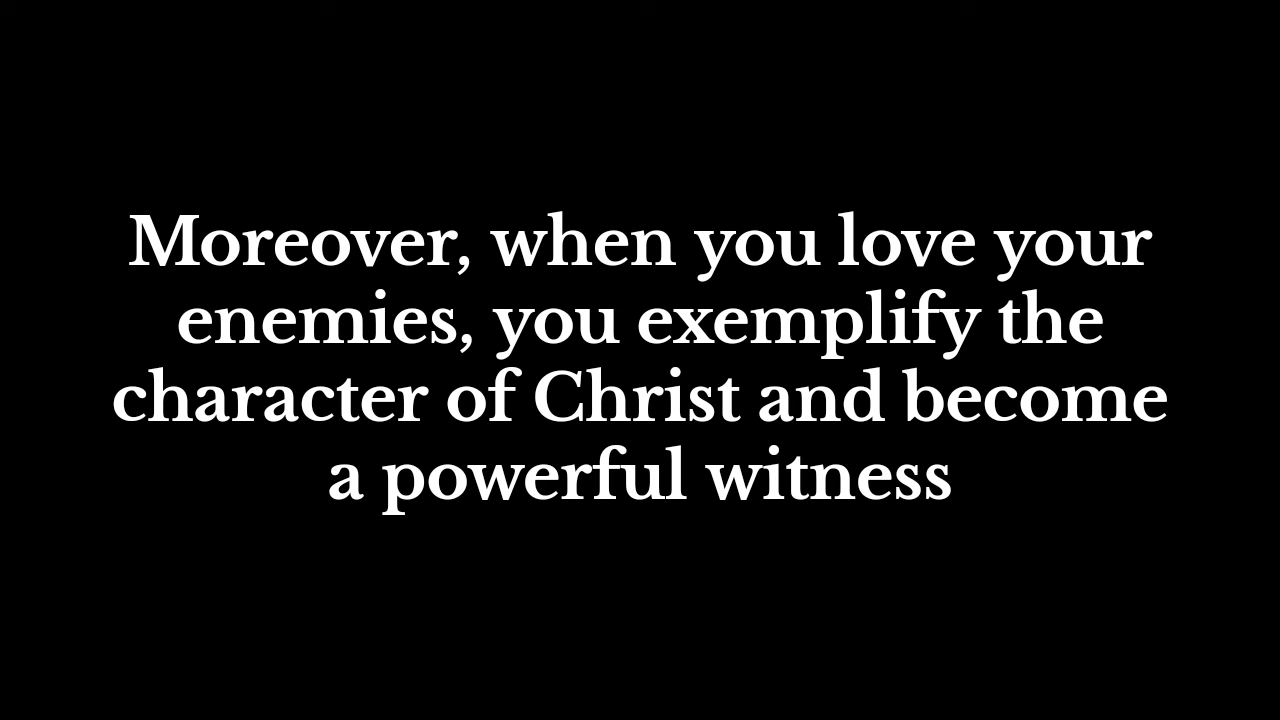 Moreover, when you love your
enemies, you exemplify the
character of Christ and become
a powerful witness